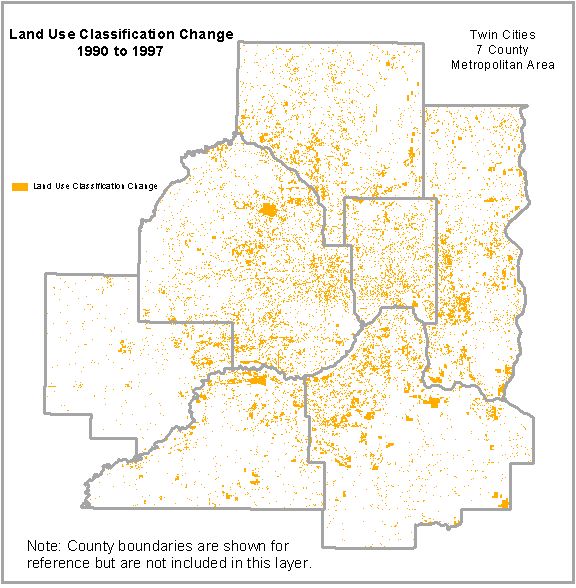 Land Use Classification Change
1990 to 1997
Twin Cities
7 County
Metropolitan Area
Land Use Classification Change
Note: County boundaries are shown for
reference but are not included in this layer.